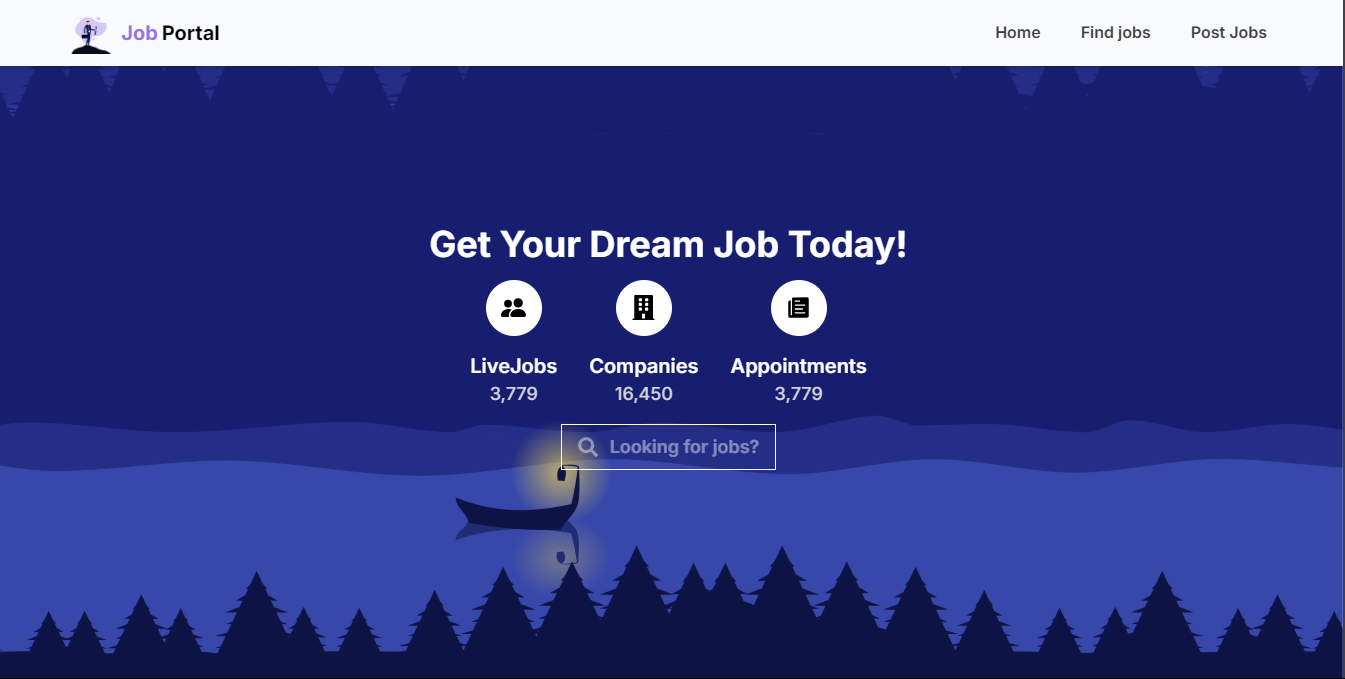 Job Portal
Home Find jobs Post Jobs
Get Your Dream Job Today!
LiveJobs Companies Appointments
3,779 16,450 3,779
Looking for jobs?